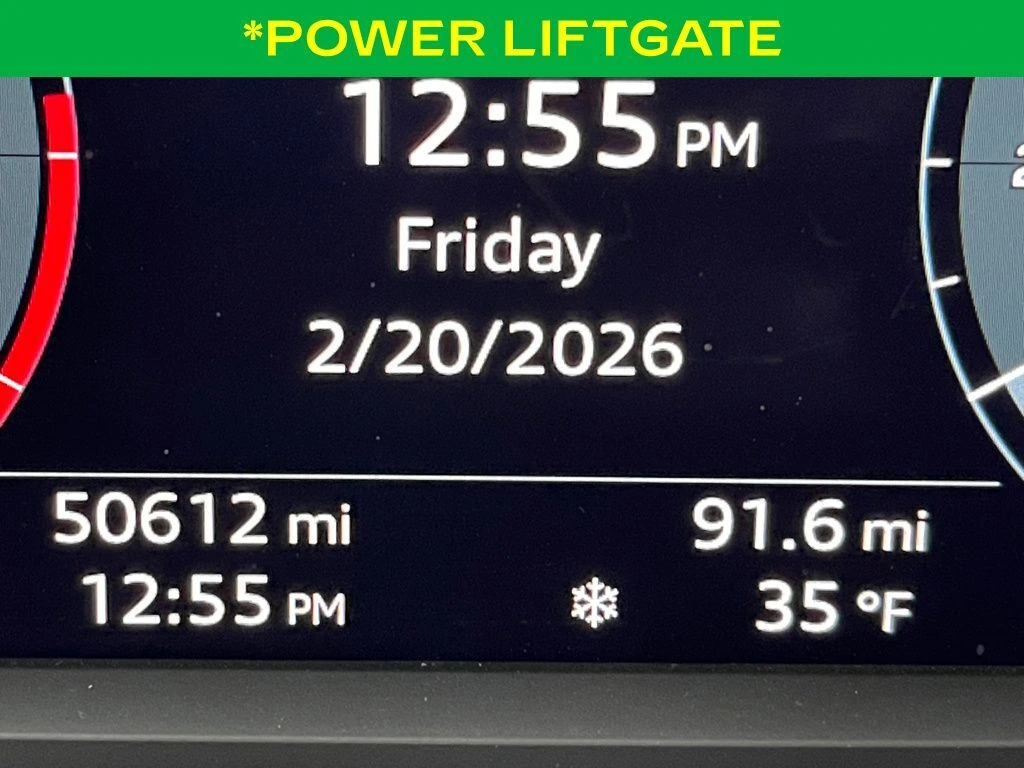 *POWER LIFTGATE
12:55 PM
Friday
2/20/2026
50612 mi
91.6 mi
12:55 PM
35 °F